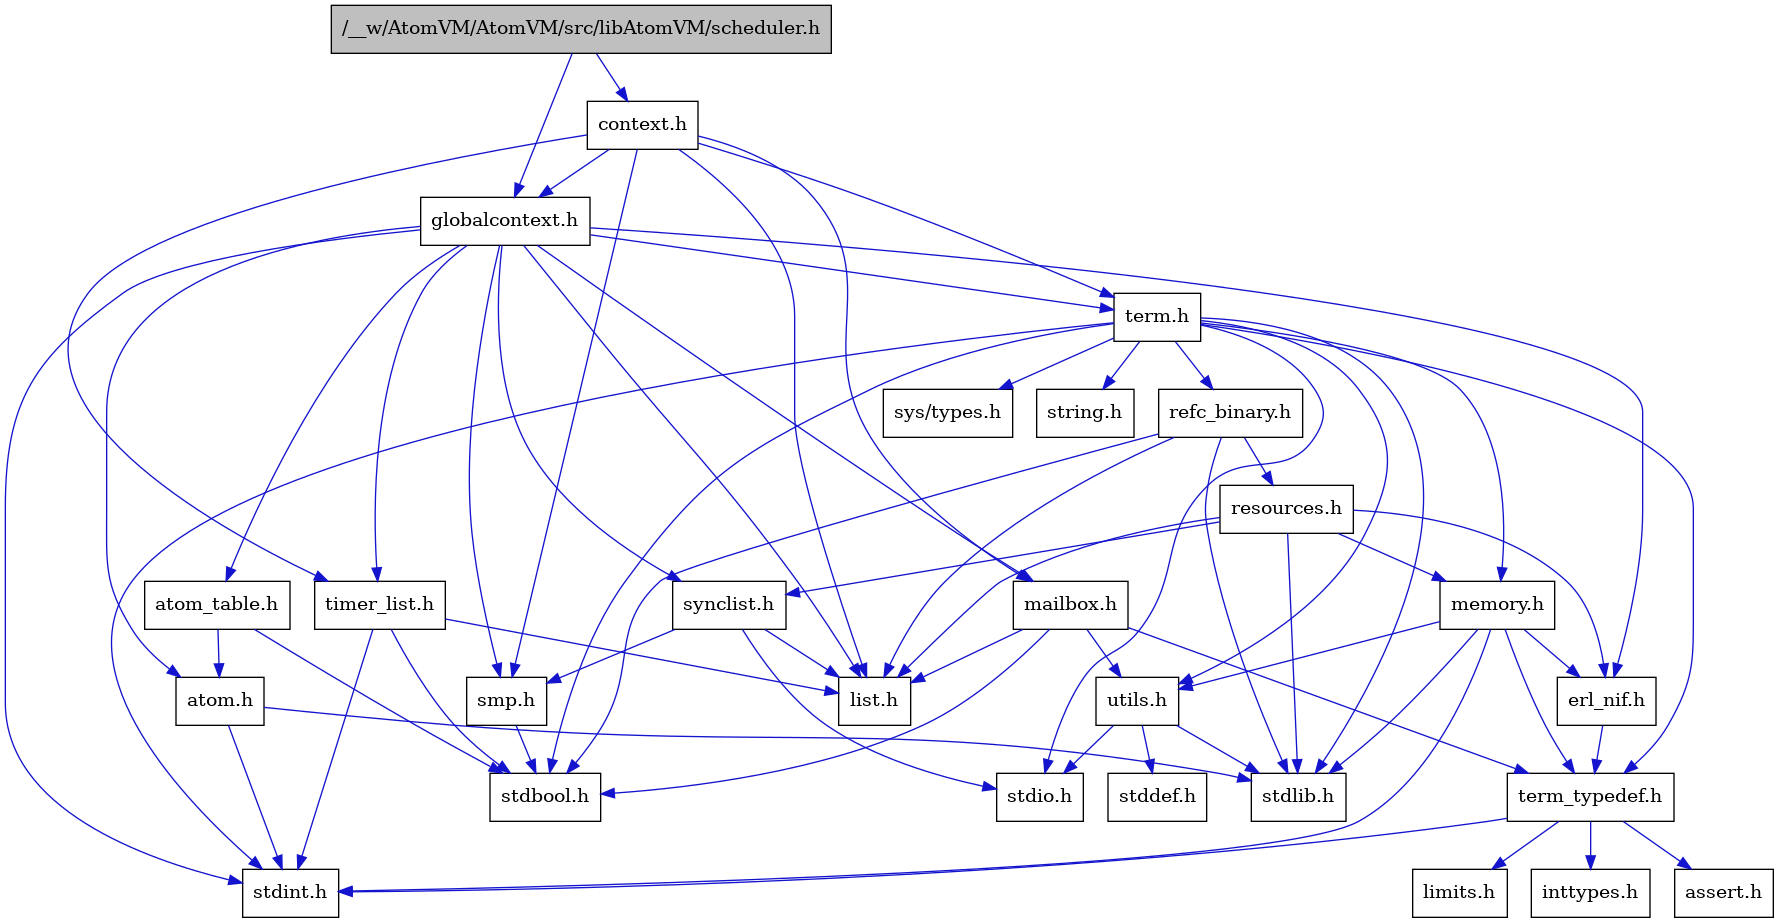 /__w/AtomVM/AtomVM/src/libAtomVM/scheduler.h
context.h
globalcontext.h
term.h
sys/types.h
string.h
refc_binary.h
resources.h
atom_table.h
timer_list.h
synclist.h
mailbox.h
memory.h
atom.h
smp.h
list.h
utils.h
erl_nif.h
stdbool.h
stdio.h
stddef.h
stdlib.h
term_typedef.h
stdint.h
limits.h
inttypes.h
assert.h